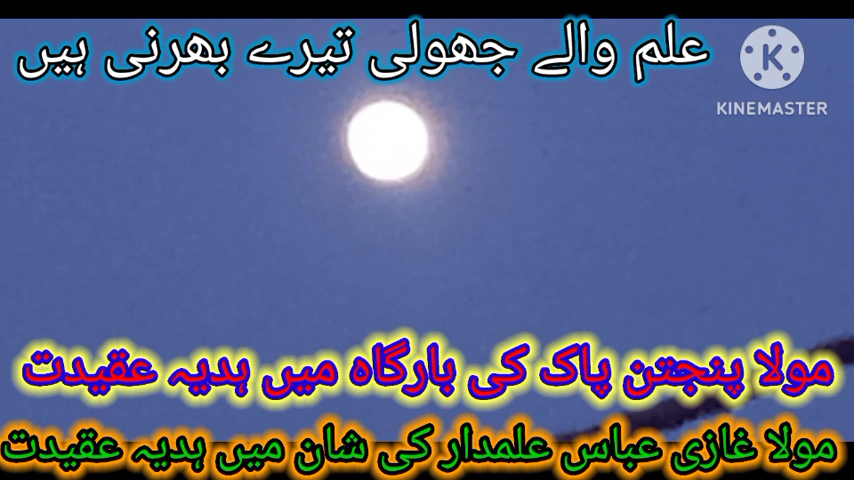 علم والے جھولی تیرے بھرنی ہیں
KINEMASTER
مولا پنجتن پاک کی بارگاہ میں ہدیہ عقیدت
مولا غازی عباس علمدار کی شان میں ہدیہ عقیدت